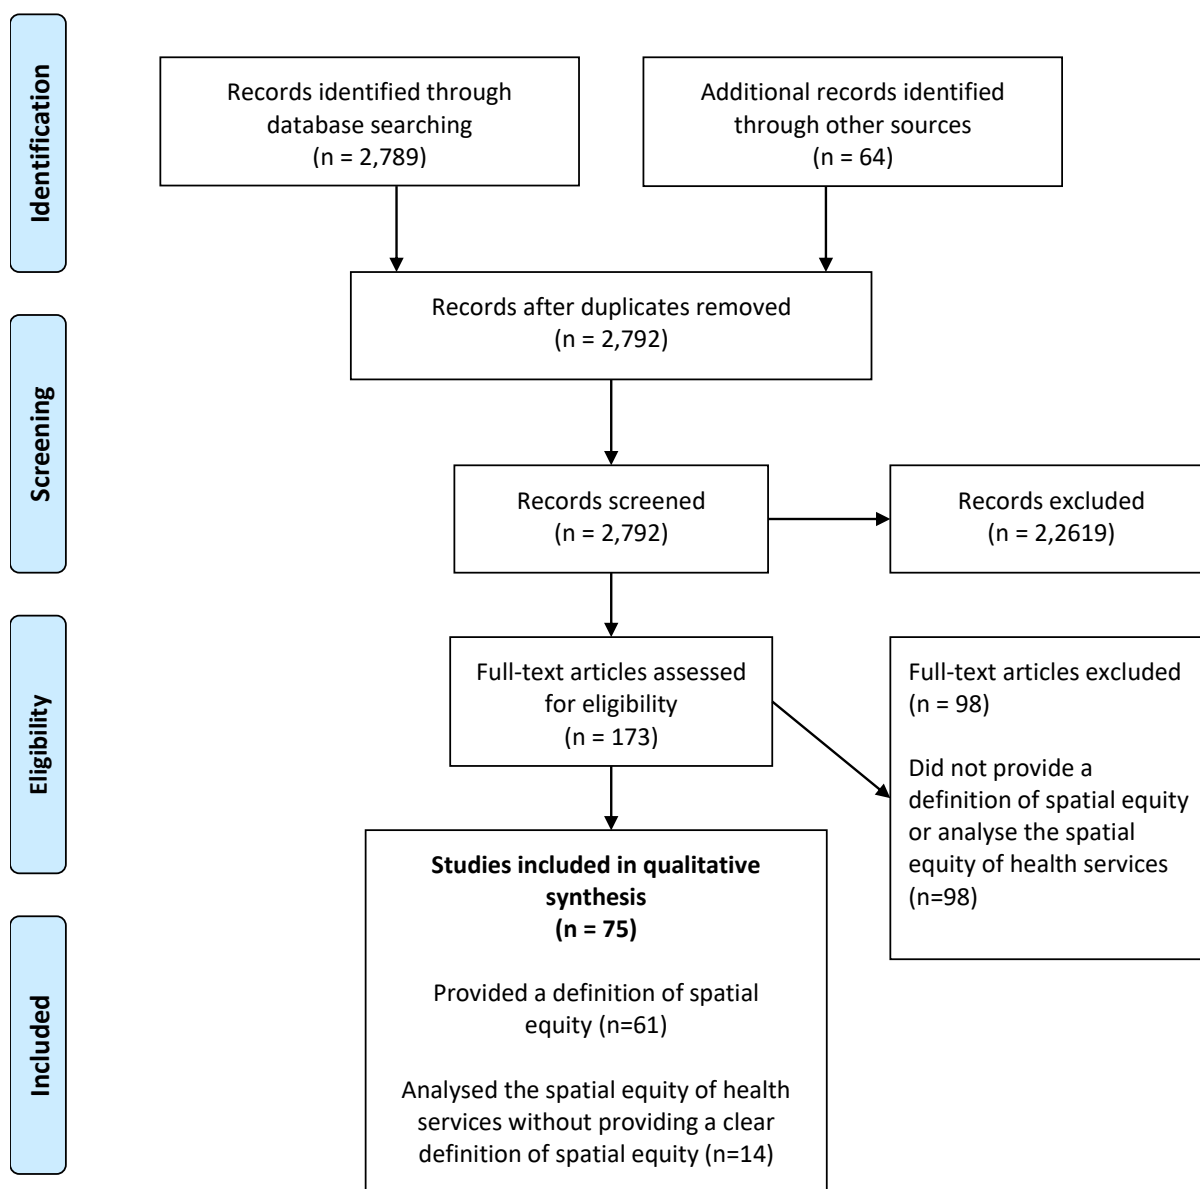 Identification
Records identified through
database searching
(n = 2,789)
Additional records identified
through other sources
(n = 64)
Records after duplicates removed
(n = 2,792)
Screening
Records screened
(n = 2,792)
Records excluded
(n = 2,2619)
Eligibility
Full-text articles assessed
for eligibility
(n = 173)
Full-text articles excluded
(n = 98)
Did not provide a
definition of spatial equity
or analyse the spatial
equity of health services
(n=98)
Included
Studies included in qualitative
synthesis
(n = 75)
Provided a definition of spatial
equity (n=61)
Analysed the spatial equity of health
services without providing a clear
definition of spatial equity (n=14)